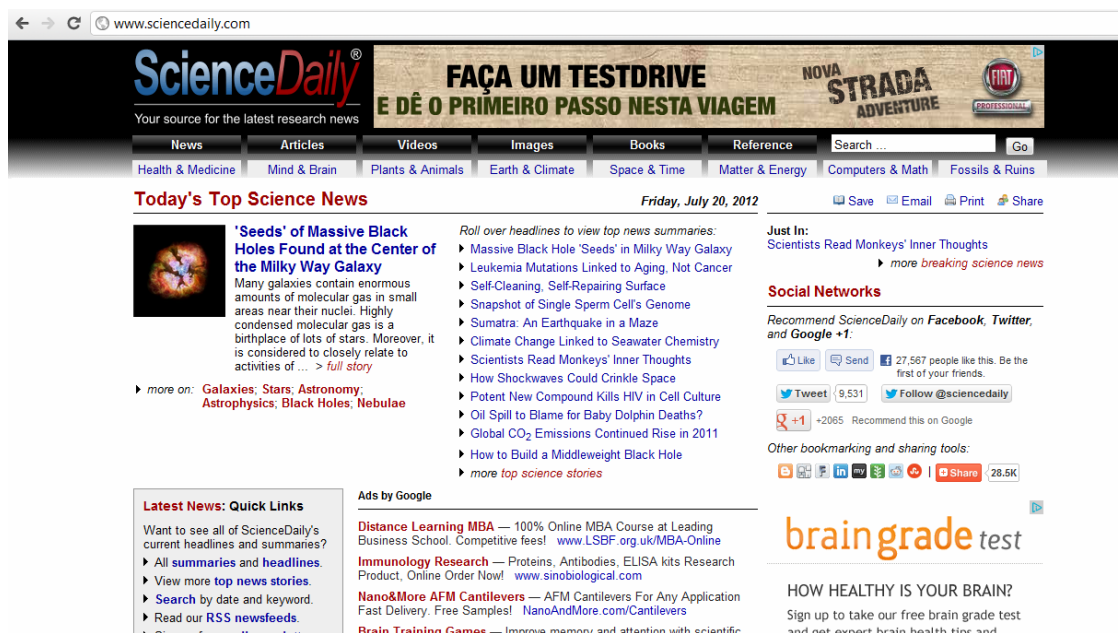 www.sciencedaily.com
ScienceDaily®
Your source for the latest research news
FAÇA UM TESTDRIVE
E DÊ O PRIMEIRO PASSO NESTA VIAGEM
NOVA
STRADA
ADVENTURE
FIAT
PROFESSIONAL
News Articles Videos Images Books Reference Search ... Go
Health & Medicine Mind & Brain Plants & Animals Earth & Climate Space & Time Matter & Energy Computers & Math Fossils & Ruins
Today's Top Science News
Friday, July 20, 2012
Save Email Print Share
'Seeds' of Massive Black
Holes Found at the Center of
the Milky Way Galaxy
Many galaxies contain enormous
amounts of molecular gas in small
areas near their nuclei. Highly
condensed molecular gas is a
birthplace of lots of stars. Moreover, it
is considered to closely relate to
activities of ... > full story
more on: Galaxies; Stars; Astronomy;
Astrophysics; Black Holes; Nebulae
Roll over headlines to view top news summaries:
Massive Black Hole 'Seeds' in Milky Way Galaxy
Leukemia Mutations Linked to Aging, Not Cancer
Self-Cleaning, Self-Repairing Surface
Snapshot of Single Sperm Cell's Genome
Sumatra: An Earthquake in a Maze
Climate Change Linked to Seawater Chemistry
Scientists Read Monkeys' Inner Thoughts
How Shockwaves Could Crinkle Space
Potent New Compound Kills HIV in Cell Culture
Oil Spill to Blame for Baby Dolphin Deaths?
Global CO2 Emissions Continued Rise in 2011
How to Build a Middleweight Black Hole
more top science stories
Just In:
Scientists Read Monkeys' Inner Thoughts
more breaking science news
Social Networks
Recommend ScienceDaily on Facebook, Twitter,
and Google +1:
Like Send 27,567 people like this. Be the
first of your friends.
Tweet 9,531 Follow @sciencedaily
+1 +2065 Recommend this on Google
Other bookmarking and sharing tools:
Share 28.5K
Latest News: Quick Links
Want to see all of ScienceDaily's
current headlines and summaries?
All summaries and headlines.
View more top news stories.
Search by date and keyword.
Read our RSS newsfeeds.
Ads by Google
Distance Learning MBA — 100% Online MBA Course at Leading
Business School. Competitive fees! www.LSBF.org.uk/MBA-Online
Immunology Research — Proteins, Antibodies, ELISA kits Research
Product, Online Order Now! www.sinobiological.com
Nano&More AFM Cantilevers — AFM Cantilevers For Any Application
Fast Delivery. Free Samples! NanoAndMore.com/Cantilevers
Brain Training Games — Improve memory and attention with scientific
braingrade test
HOW HEALTHY IS YOUR BRAIN?
Sign up to take our free brain grade test
and get expert brain health tips and